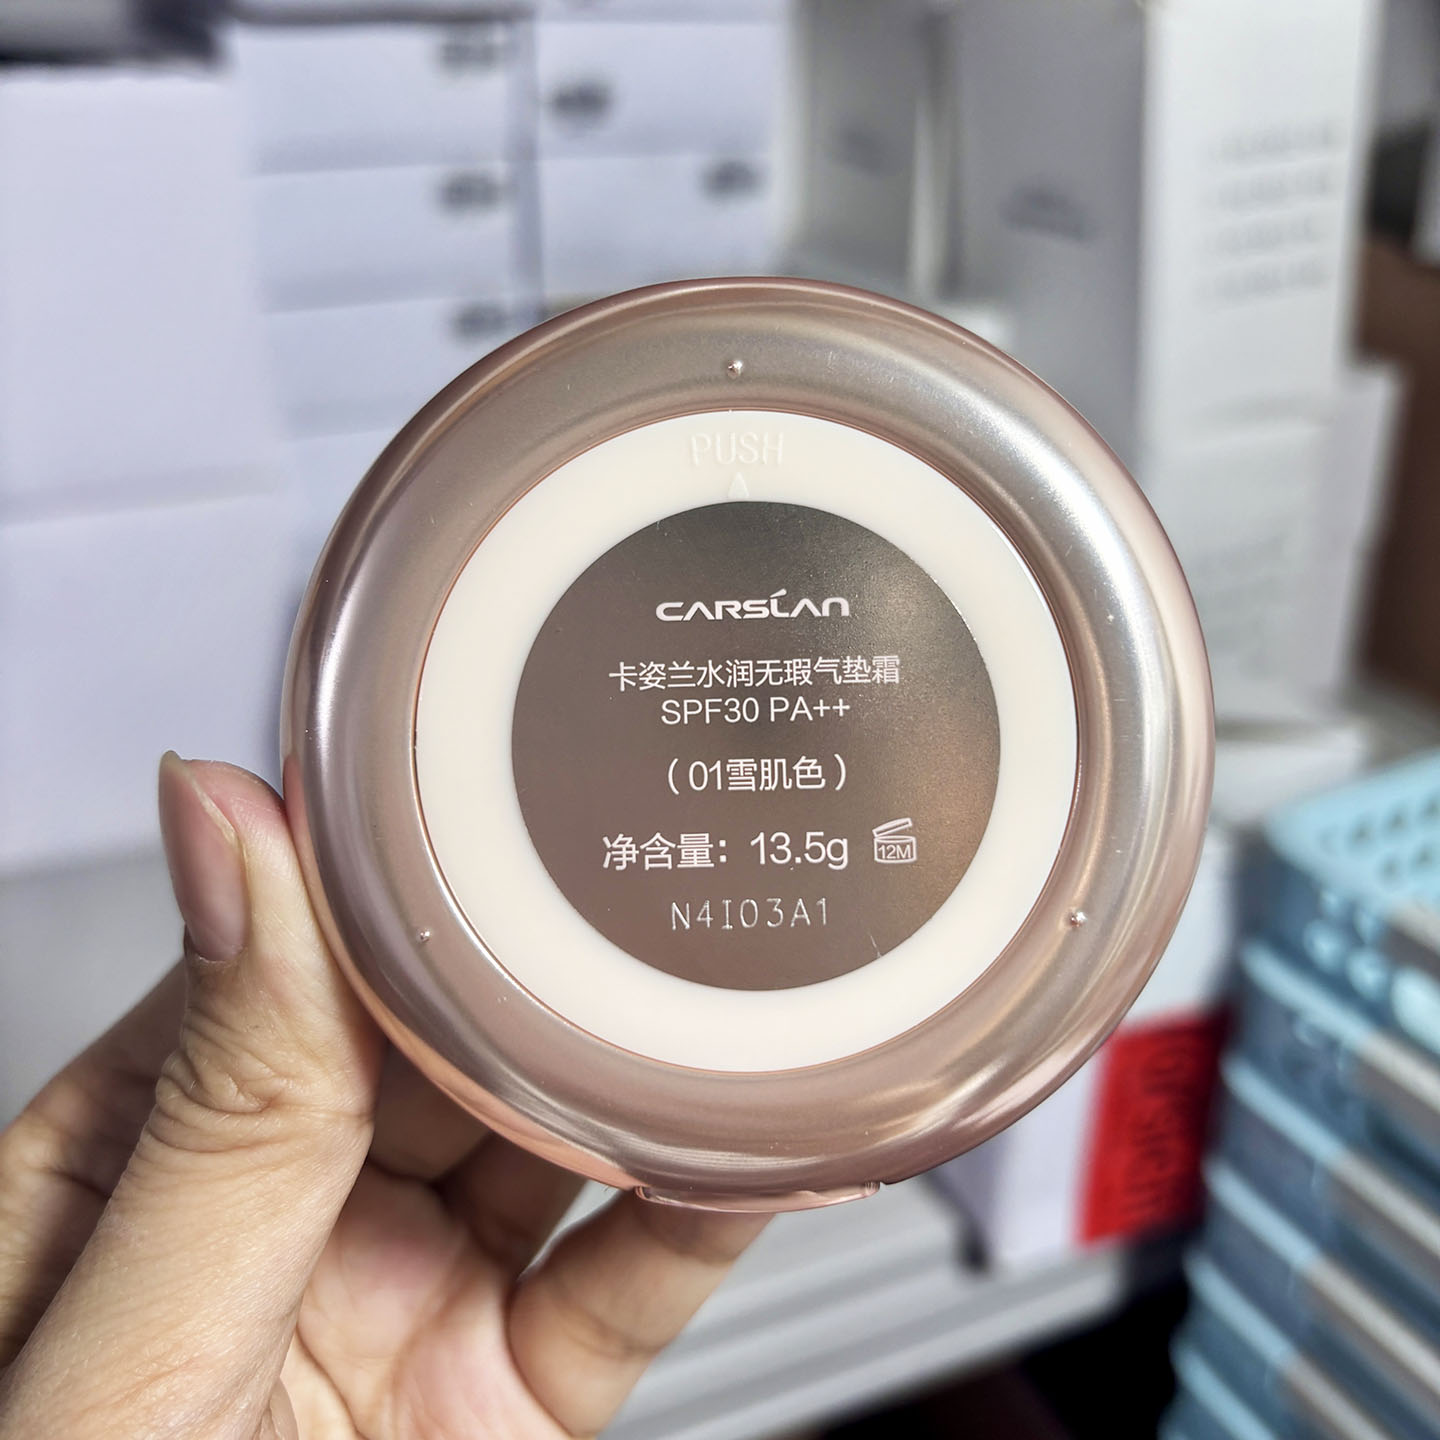 PUSH
CARSLAN
卡姿兰水润无瑕气垫霜
SPF30 PA++
（01雪肌色）
净含量：13.5g
12M
N4I03A1